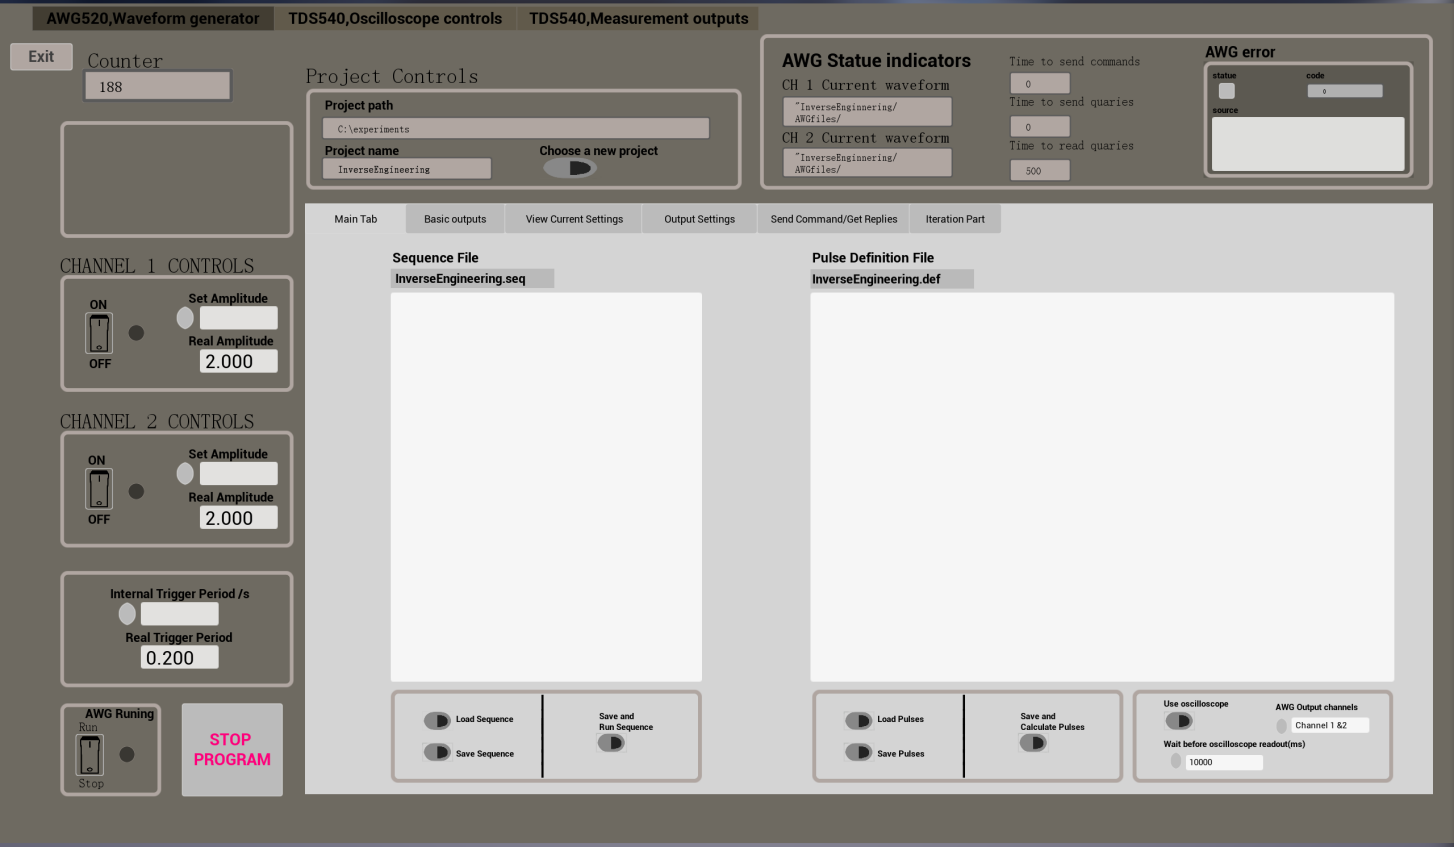 AWG520,Waveform generator
TDS540,Oscilloscope controls
TDS540,Measurement outputs
Exit
Counter
188
Project Controls
Project path
C:\experiments
Project name
InverseEngineering
Choose a new project
AWG Statue indicators
CH 1 Current waveform
"InverseEnginnering/
AWGfiles/
CH 2 Current waveform
"InverseEnginnering/
AWGfiles/
Time to send commands
0
Time to send quaries
0
Time to read quaries
500
AWG error
statue
code
0
source
CHANNEL 1 CONTROLS
ON
OFF
Set Amplitude
Real Amplitude
2.000
CHANNEL 2 CONTROLS
ON
OFF
Set Amplitude
Real Amplitude
2.000
Internal Trigger Period /s
Real Trigger Period
0.200
AWG Runing
Run
Stop
STOP
PROGRAM
Main Tab
Basic outputs
View Current Settings
Output Settings
Send Command/Get Replies
Iteration Part
Sequence File
InverseEngineering.seq
Pulse Definition File
InverseEngineering.def
Load Sequence
Save Sequence
Save and
Run Sequence
Load Pulses
Save Pulses
Save and
Calculate Pulses
Use oscilloscope
AWG Output channels
Channel 1 &2
Wait before oscilloscope readout(ms)
10000